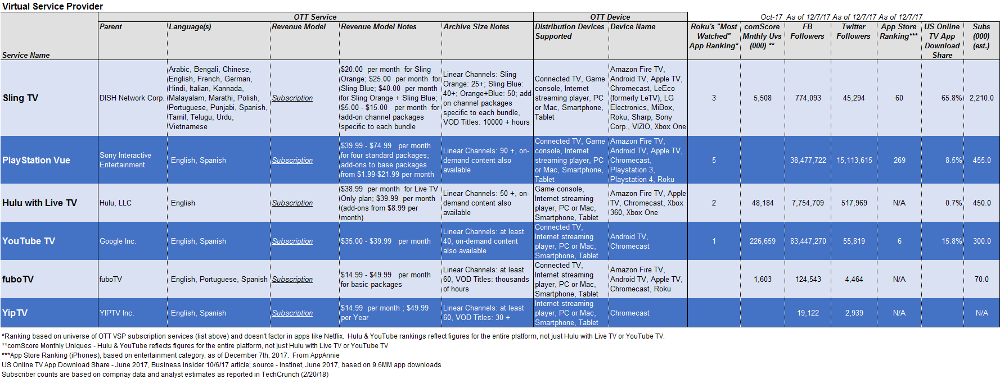 Virtual Service Provider
OTT Service
OTT Device
Oct-17 As of 12/7/17 As of 12/7/17 As of 12/7/17
Service Name
Parent
Language(s)
Revenue Model
Revenue Model Notes
Archive Size Notes
Distribution Devices
Supported
Device Name
Roku's "Most
Watched"
App Ranking*
comScore
Mnthly Uvs
(000) **
FB
Followers
Twitter
Followers
App Store
Ranking***
US Online
TV App
Download
Share
Subs
(000)
(est.)
Sling TV
DISH Network Corp.
Arabic, Bengali, Chinese,
English, French, German,
Hindi, Italian, Kannada,
Malayalam, Marathi, Polish,
Portuguese, Punjabi, Spanish,
Tamil, Telugu, Urdu,
Vietnamese
Subscription
$20.00 per month for Sling
Orange; $25.00 per month for
Sling Blue; $40.00 per month
for Sling Orange + Sling Blue;
$5.00 - $15.00 per month for
add-on channel packages
specific to each bundle
Linear Channels: Sling
Orange: 25+; Sling Blue:
40+; Orange+Blue: 50; add-
on channel packages
specific to each bundle,
VOD Titles: 10000 + hours
Connected TV, Game
console, Internet
streaming player, PC
or Mac, Smartphone,
Tablet
Amazon Fire TV,
Android TV, Apple TV,
Chromecast, LeEco
(formerly LeTV), LG
Electronics, MiBox,
Roku, Sharp, Sony
Corp., VIZIO, Xbox One
3
5,508
774,093
45,294
60
65.8%
2,210.0
PlayStation Vue
Sony Interactive
Entertainment
English, Spanish
Subscription
$39.99 - $74.99 per month
for four standard packages;
add-ons to base packages
from $1.99-$21.99 per month
Linear Channels: 90 +, on-
demand content also
available
Connected TV, Game
console, Internet
streaming player, PC
or Mac, Smartphone,
Tablet
Amazon Fire TV,
Android TV, Apple TV,
Chromecast,
Playstation 3,
Playstation 4, Roku
5
38,477,722
15,113,615
269
8.5%
455.0
Hulu with Live TV
Hulu, LLC
English
Subscription
$38.99 per month for Live TV
Only plan; $39.99 per month
(add-ons from $8.99 per
month)
Linear Channels: 50 +, on-
demand content also
available
Game console,
Internet streaming
player, PC or Mac,
Smartphone, Tablet
Amazon Fire TV, Apple
TV, Chromecast, Xbox
360, Xbox One
2
48,184
7,754,709
517,969
N/A
0.7%
450.0
YouTube TV
Google Inc.
English, Spanish
Subscription
$35.00 - $39.99 per month
Linear Channels: at least
40, on-demand content
also available
Connected TV,
Internet streaming
player, PC or Mac,
Smartphone, Tablet
Android TV,
Chromecast
1
226,659
83,447,270
55,819
6
15.8%
300.0
fuboTV
fuboTV
English, Portuguese, Spanish
Subscription
$14.99 - $49.99 per month
for basic packages
Linear Channels: at least
60, VOD Titles: thousands
of hours
Connected TV,
Internet streaming
player, PC or Mac,
Smartphone, Tablet
Amazon Fire TV,
Android TV, Apple TV,
Chromecast, Roku
1,603
124,543
4,464
N/A
70.0
YipTV
YIPTV Inc.
English, Spanish
Subscription
$14.99 per month ; $49.99
per Year
Linear Channels: at least
60, VOD Titles: 30 +
Internet streaming
player, PC or Mac,
Smartphone, Tablet
Chromecast
19,122
2,939
N/A
N/A
*Ranking based on universe of OTT VSP subscription services (list above) and doesn't factor in apps like Netflix. Hulu & YouTube rankings reflect figures for the entire platform, not just Hulu with Live TV or YouTube TV.
**comScore Monthly Uniques - Hulu & YouTube reflects figures for the entire platform, not just Hulu with Live TV or YouTube TV
***App Store Ranking (iPhones), based on entertainment category, as of December 7th, 2017. From AppAnnie
US Online TV App Download Share - June 2017, Business Insider 10/6/17 article; source - Instinet, June 2017, based on 9.6MM app downloads
Subscriber counts are based on compnay data and analyst estimates as reported in TechCrunch (2/20/18)